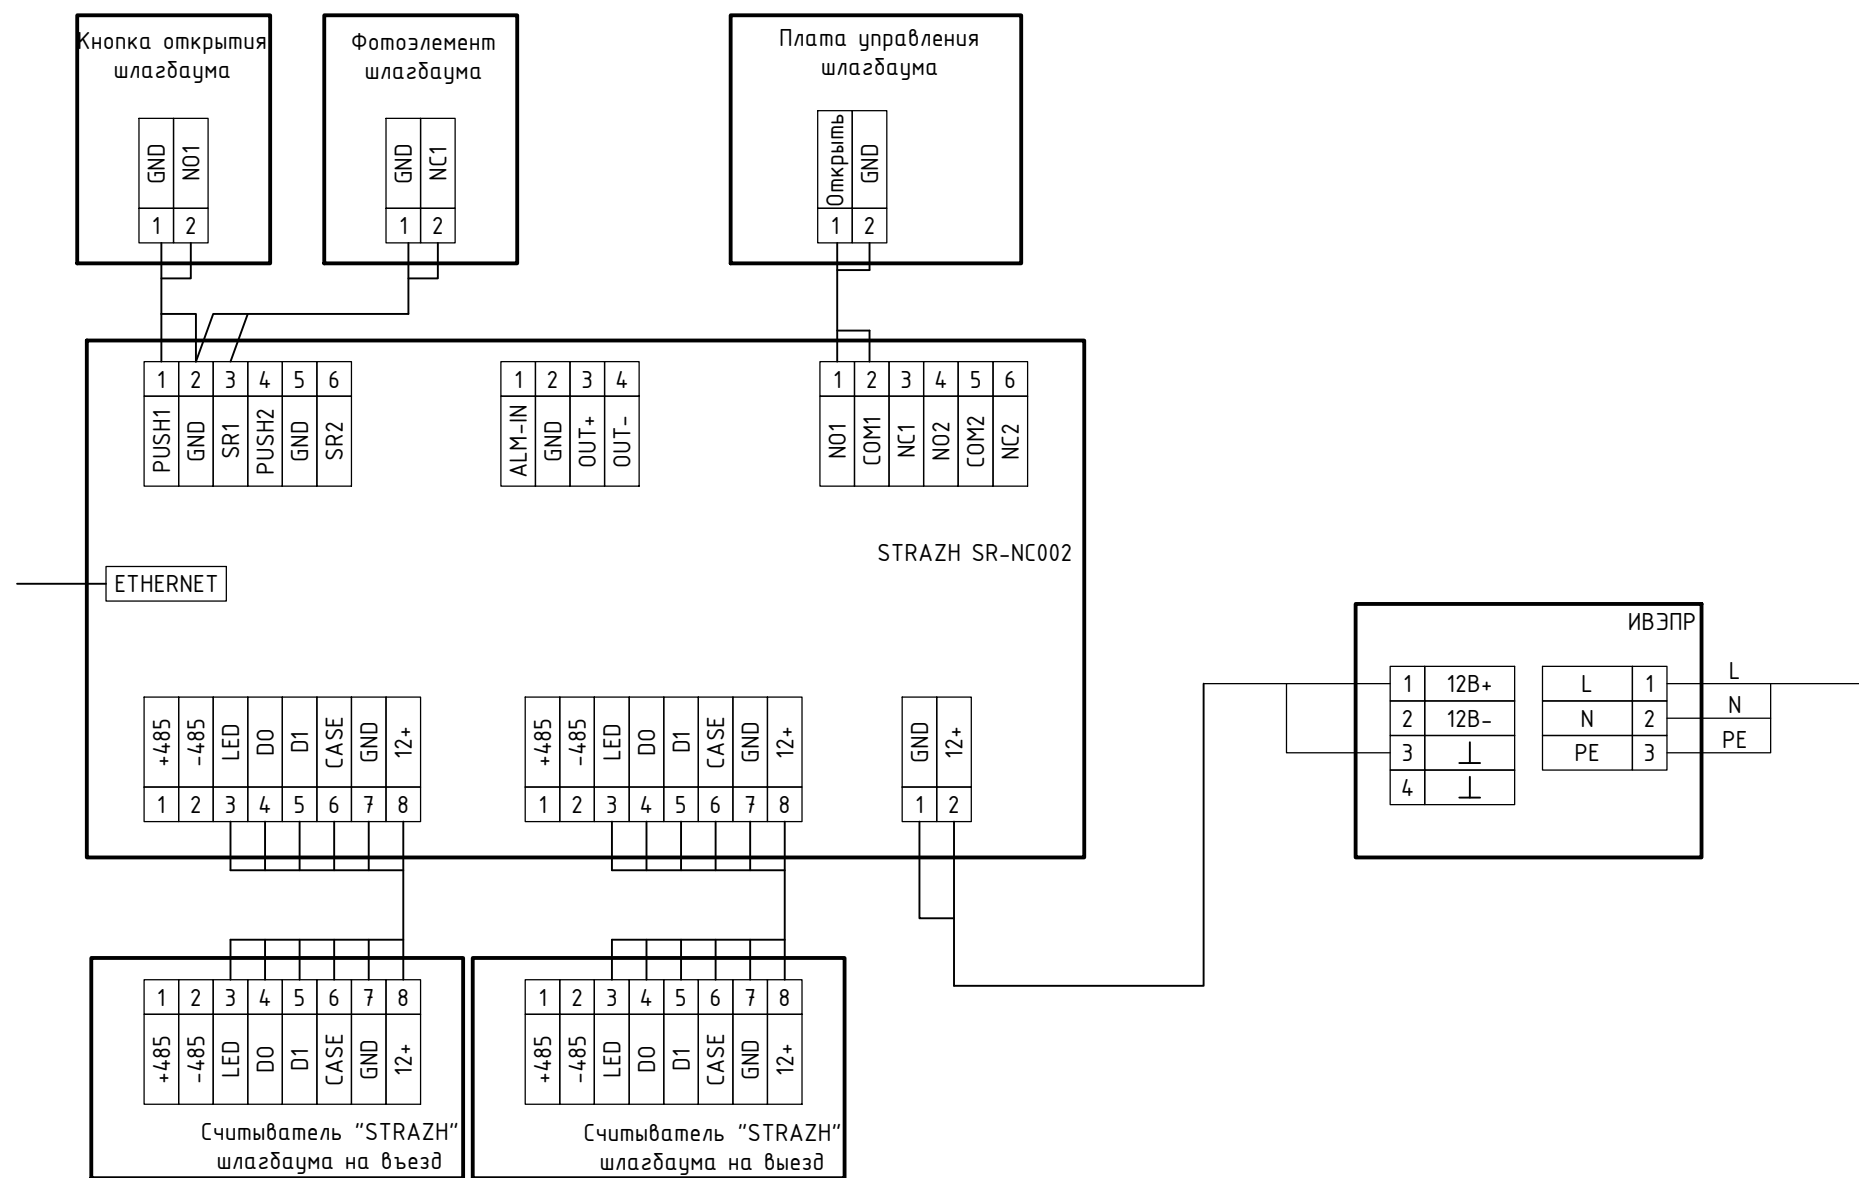 Кнопка открытия
шлагбаума
GND
NO1
1 2
Фотоэлемент
шлагбаума
GND
NC1
1 2
Плата управления
шлагбаума
Открыть
GND
1 2
1 2 3 4 5 6
PUSH1
GND
SR1
PUSH2
GND
SR2
1 2 3 4
ALM-IN
GND
OUT+
OUT-
1 2 3 4 5 6
NO1
COM1
NC1
NO2
COM2
NC2
STRAZH SR-NC002
ETHERNET
+485
-485
LED
D0
D1
CASE
GND
12+
1 2 3 4 5 6 7 8
+485
-485
LED
D0
D1
CASE
GND
12+
1 2 3 4 5 6 7 8
GND
12+
1 2
ИВЭПР
1 12В+
2 12В-
3 ⊥
4 ⊥
L 1
N 2
PE 3
L
N
PE
1 2 3 4 5 6 7 8
+485
-485
LED
D0
D1
CASE
GND
12+
Считыватель "STRAZH"
шлагбаума на въезд
1 2 3 4 5 6 7 8
+485
-485
LED
D0
D1
CASE
GND
12+
Считыватель "STRAZH"
шлагбаума на выезд